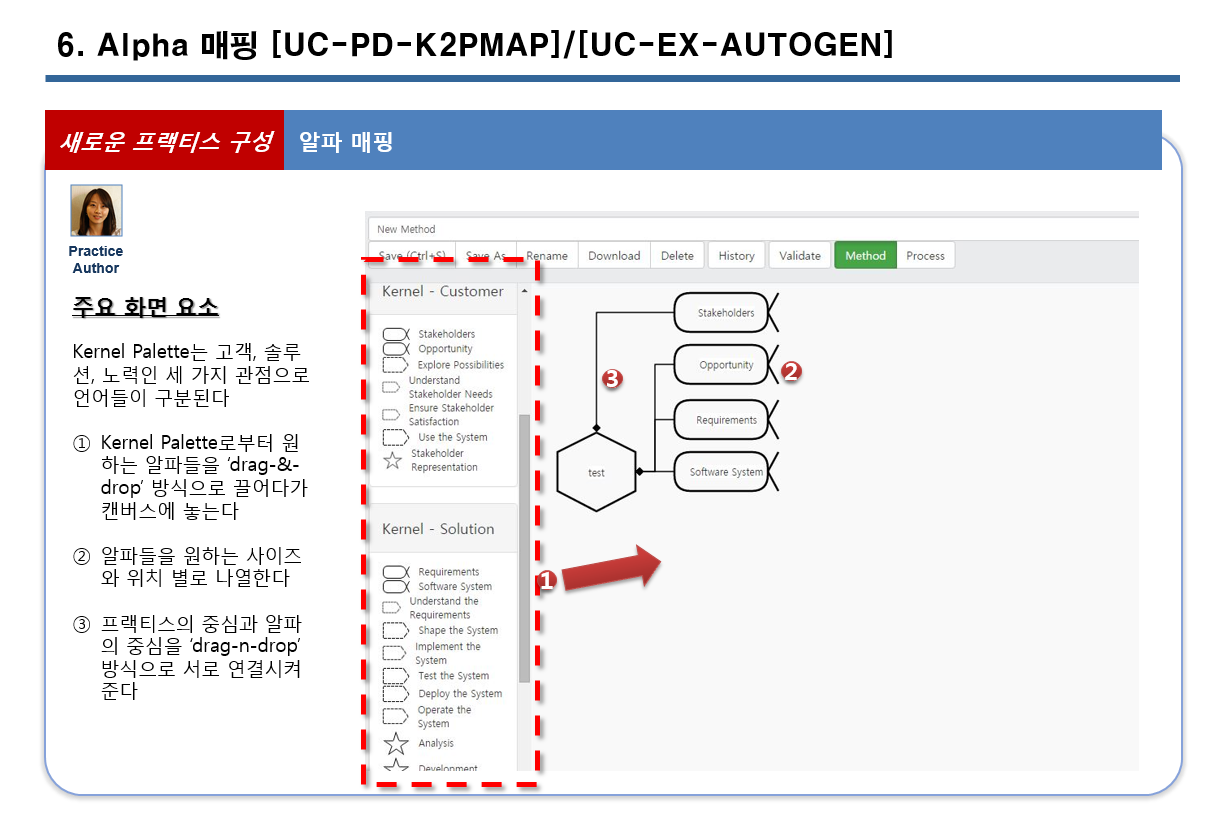 6. Alpha 매핑 [UC-PD-K2PMAP]/[UC-EX-AUTOGEN]
새로운 프랙티스 구성
알파 매핑
Practice
Author
주요 화면 요소
Kernel Palette는 고객, 솔루
션, 노력인 세 가지 관점으로
언어들이 구분된다
① Kernel Palette로부터 원
하는 알파들을 ‘drag-&-
drop’ 방식으로 끌어다가
캔버스에 놓는다
② 알파들을 원하는 사이즈
와 위치 별로 나열한다
③ 프랙티스의 중심과 알파
의 중심을 ‘drag-n-drop’
방식으로 서로 연결시켜
준다
New Method
Save (Ctrl+S) Save As Rename Download Delete History Validate Method Process
Kernel - Customer
Stakeholders
Opportunity
Explore Possibilities
Understand
Stakeholder Needs
Ensure Stakeholder
Satisfaction
Use the System
Stakeholder
Representation
Kernel - Solution
Requirements
Software System
Understand the
Requirements
Shape the System
Implement the
System
Test the System
Deploy the System
Operate the
System
Analysis
Development
Stakeholders
Opportunity
2
3
Requirements
test
Software System
1